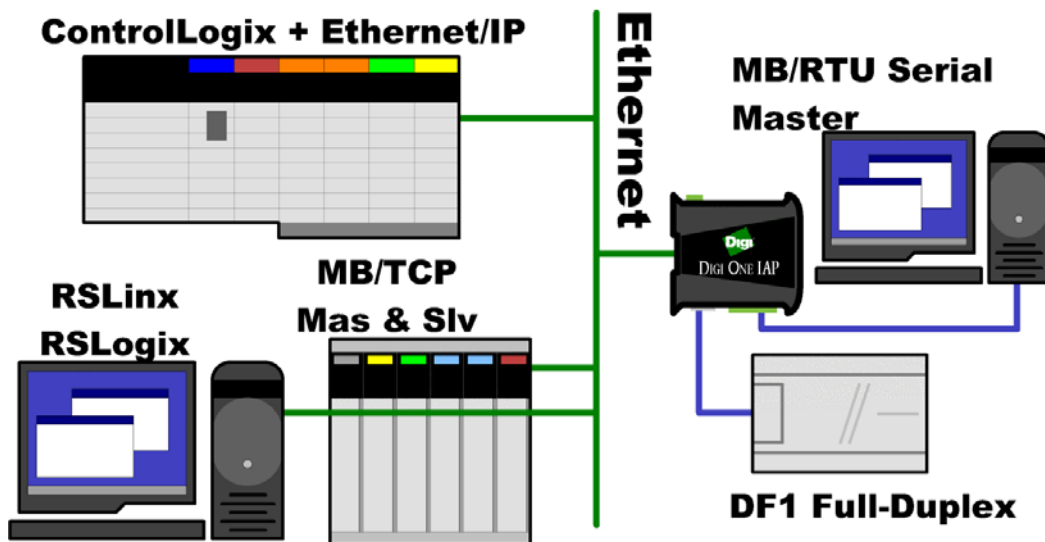 ControlLogix + Ethernet/IP
Ethernet
MB/RTU Serial
Master
Digi
DIGI ONE IAP
MB/TCP
Mas & Slv
RSLinx
RSLogix
DF1 Full-Duplex